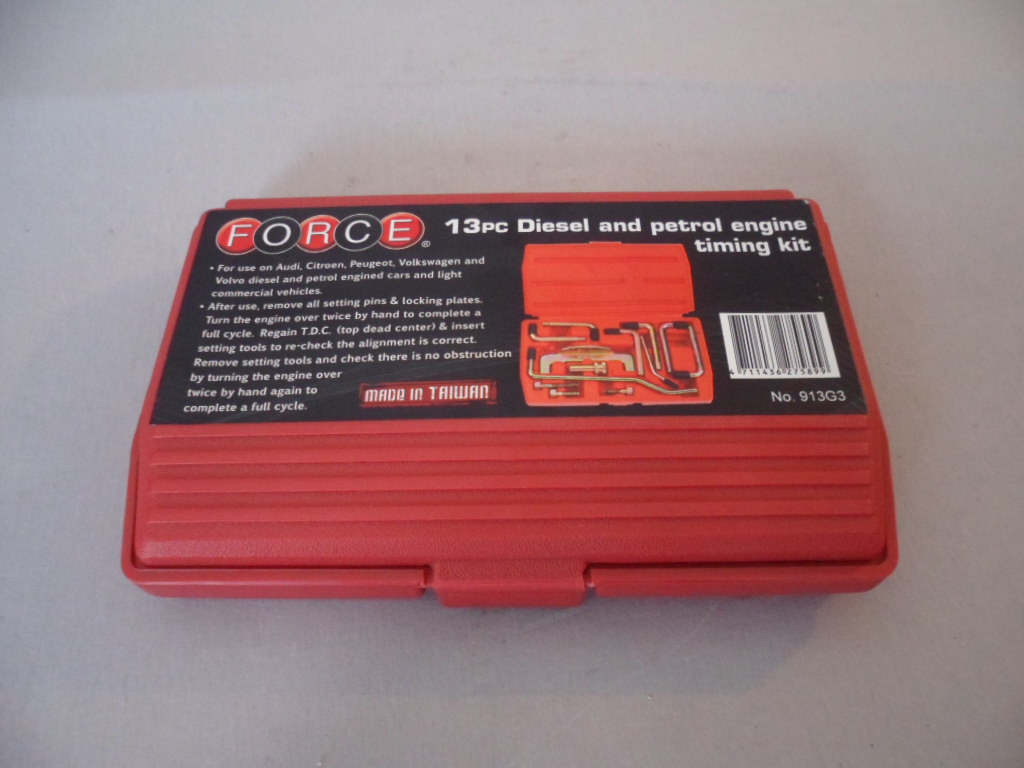 FORCE®
13pc Diesel and petrol engine
timing kit
• For use on Audi, Citroen, Peugeot, Volkswagen and
Volvo diesel and petrol engined cars and light
commercial vehicles.
• After use, remove all setting pins & locking plates.
Turn the engine over twice by hand to complete a
full cycle. Regain T.D.C. (top dead center) & insert
setting tools to re-check the alignment is correct.
Remove setting tools and check there is no obstruction
by turning the engine over
twice by hand again to
complete a full cycle.
MADE IN TAIWAN
4 711436 275899
No. 913G3